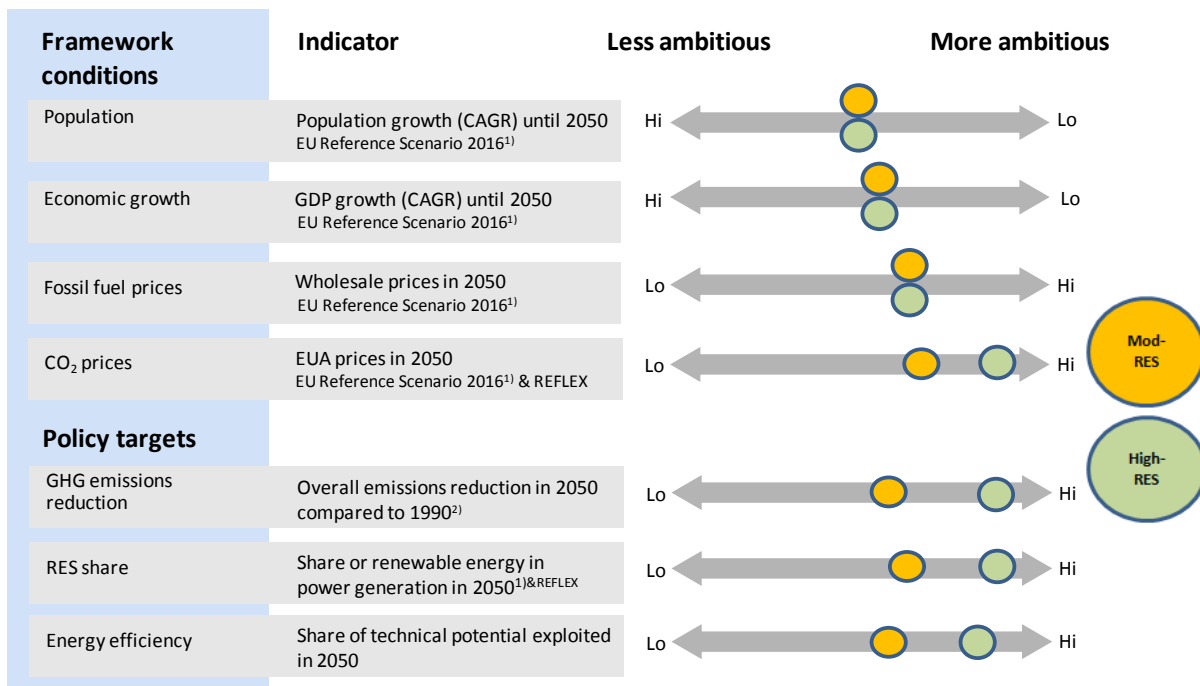 Framework conditions
Indicator
Less ambitious
More ambitious
Population
Population growth (CAGR) until 2050
EU Reference Scenario 2016¹⁾
Hi
Lo
Economic growth
GDP growth (CAGR) until 2050
EU Reference Scenario 2016¹⁾
Hi
Lo
Fossil fuel prices
Wholesale prices in 2050
EU Reference Scenario 2016¹⁾
Lo
Hi
CO₂ prices
EUA prices in 2050
EU Reference Scenario 2016¹⁾ & REFLEX
Lo
Hi
Mod-
RES
Policy targets
High-
RES
GHG emissions
reduction
Overall emissions reduction in 2050
compared to 1990²⁾
Lo
Hi
RES share
Share or renewable energy in
power generation in 2050¹⁾&REFLEX
Lo
Hi
Energy efficiency
Share of technical potential exploited
in 2050
Lo
Hi